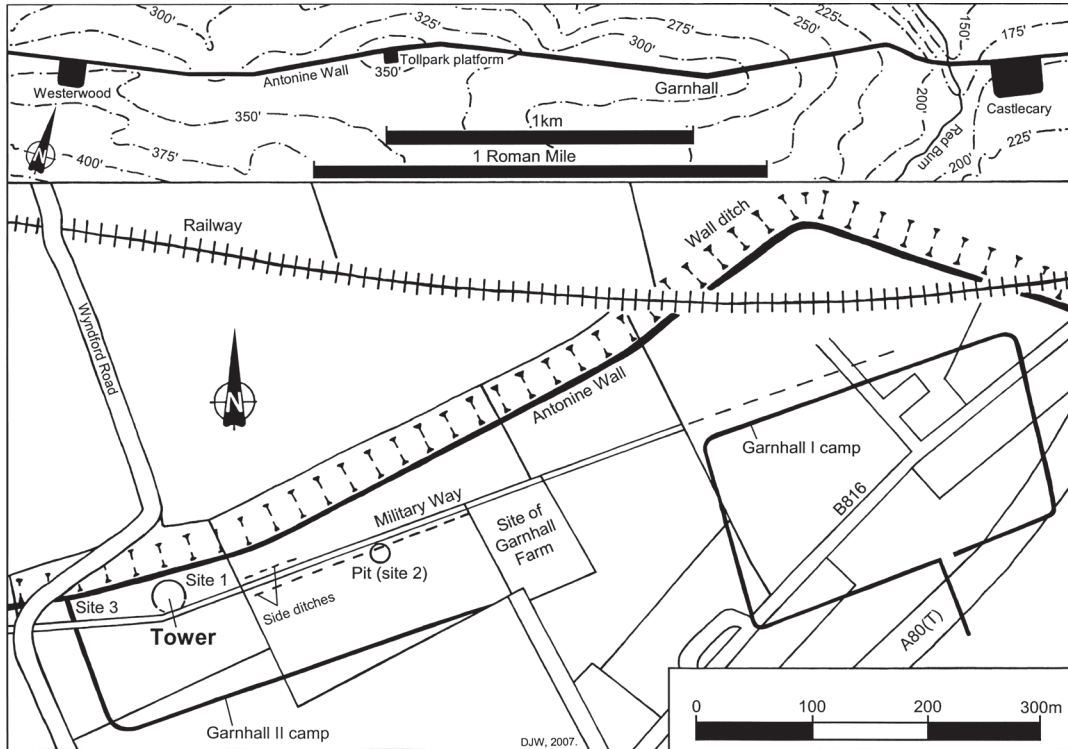 300'
325'
275'
250'
225'
150'
175'
300'
Tollpark platform
350'
Antonine Wall
Westerwood
Garnhall
Castlecary
350'
200'
1km
Red Burn
375'
400'
1 Roman Mile
200'
225'
N
Railway
Wall ditch
Wyndford Road
N
Antonine Wall
Garnhall I camp
Military Way
B816
Site of
Garnhall
Farm
Pit (site 2)
Site 1
Site 3
Side ditches
Tower
A80(T)
Garnhall II camp
DJW, 2007.
0 100 200 300m